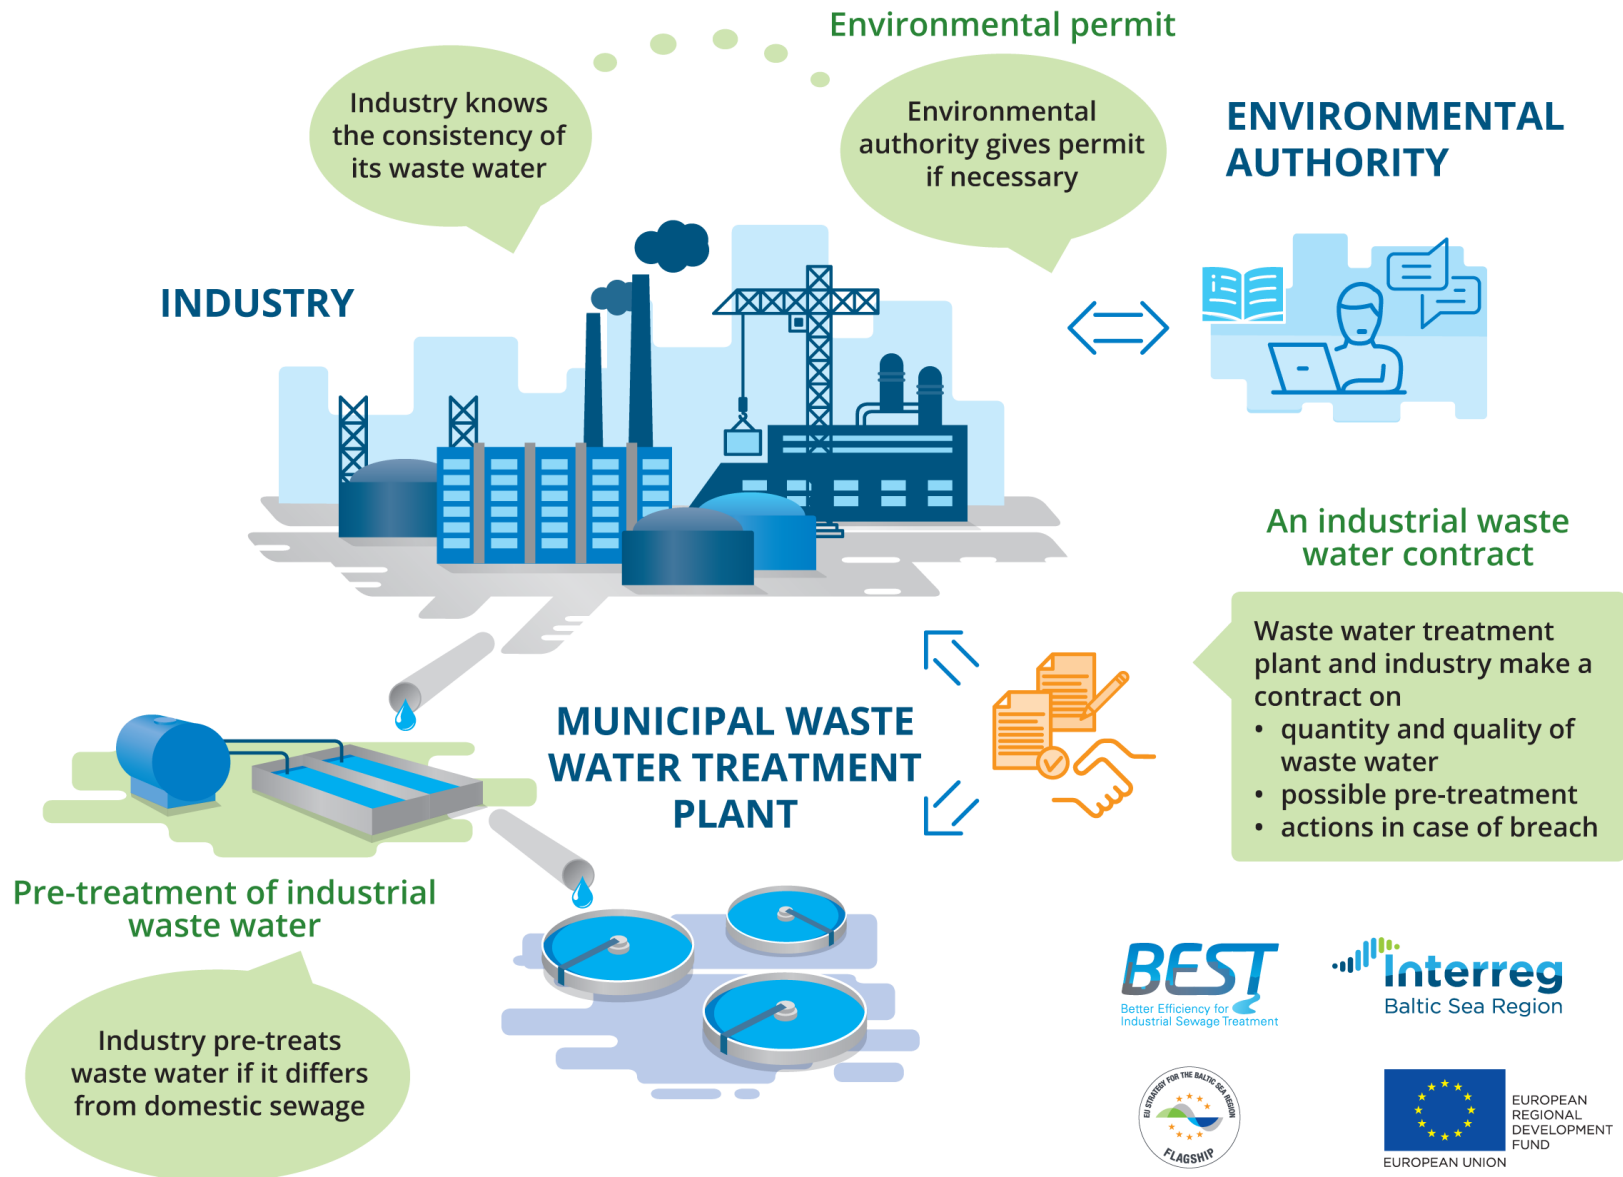 Environmental permit
Industry knows
the consistency of
its waste water
Environmental
authority gives permit
if necessary
ENVIRONMENTAL
AUTHORITY
INDUSTRY
An industrial waste
water contract
Waste water treatment
plant and industry make a
contract on
• quantity and quality of
waste water
• possible pre-treatment
• actions in case of breach
MUNICIPAL WASTE
WATER TREATMENT
PLANT
Pre-treatment of industrial
waste water
Industry pre-treats
waste water if it differs
from domestic sewage
BEST
Better Efficiency for
Industrial Sewage Treatment
Interreg
Baltic Sea Region
EU STRATEGY FOR THE BALTIC SEA REGION
FLAGSHIP
EUROPEAN
REGIONAL
DEVELOPMENT
FUND
EUROPEAN UNION